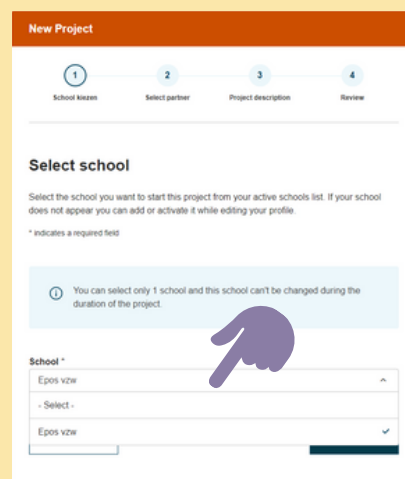 New Project
1
2
3
4
School kiezen
Select partner
Project description
Review
Select school
Select the school you want to start this project from your active schools list. If your school
does not appear you can add or activate it while editing your profile.
* indicates a required field
You can select only 1 school and this school can't be changed during the
duration of the project.
School *
Epos vzw
- Select -
Epos vzw